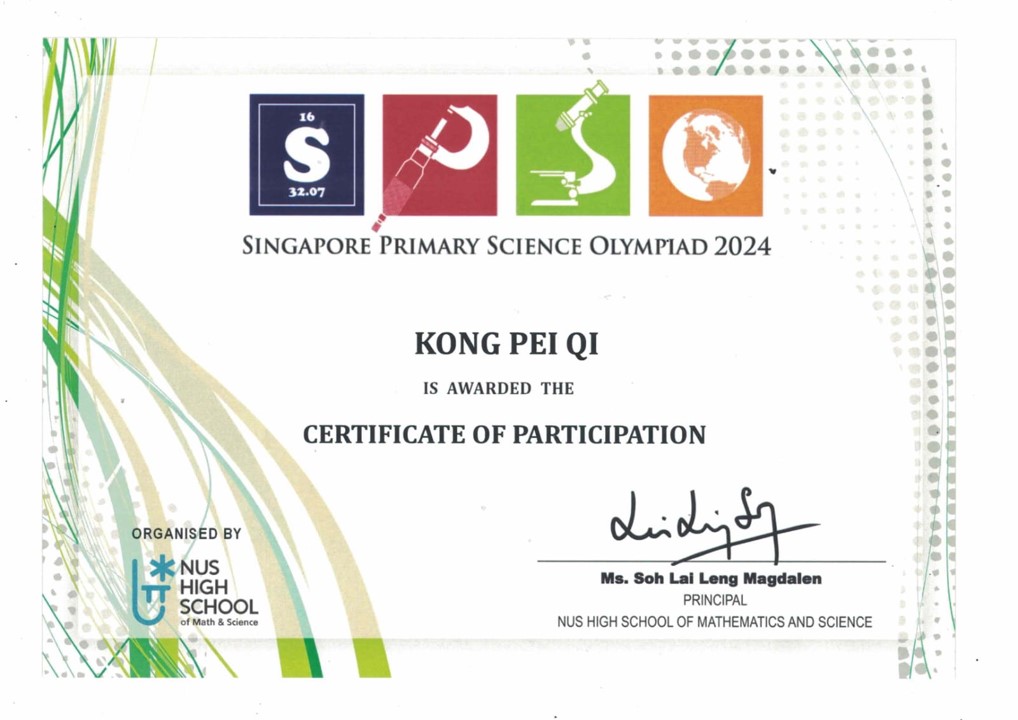 16
S
32.07
SINGAPORE PRIMARY SCIENCE OLYMPIAD 2024
KONG PEI QI
IS AWARDED THE
CERTIFICATE OF PARTICIPATION
ORGANISED BY
NUS
HIGH
SCHOOL
of Math & Science
Ms. Soh Lai Leng Magdalen
PRINCIPAL
NUS HIGH SCHOOL OF MATHEMATICS AND SCIENCE